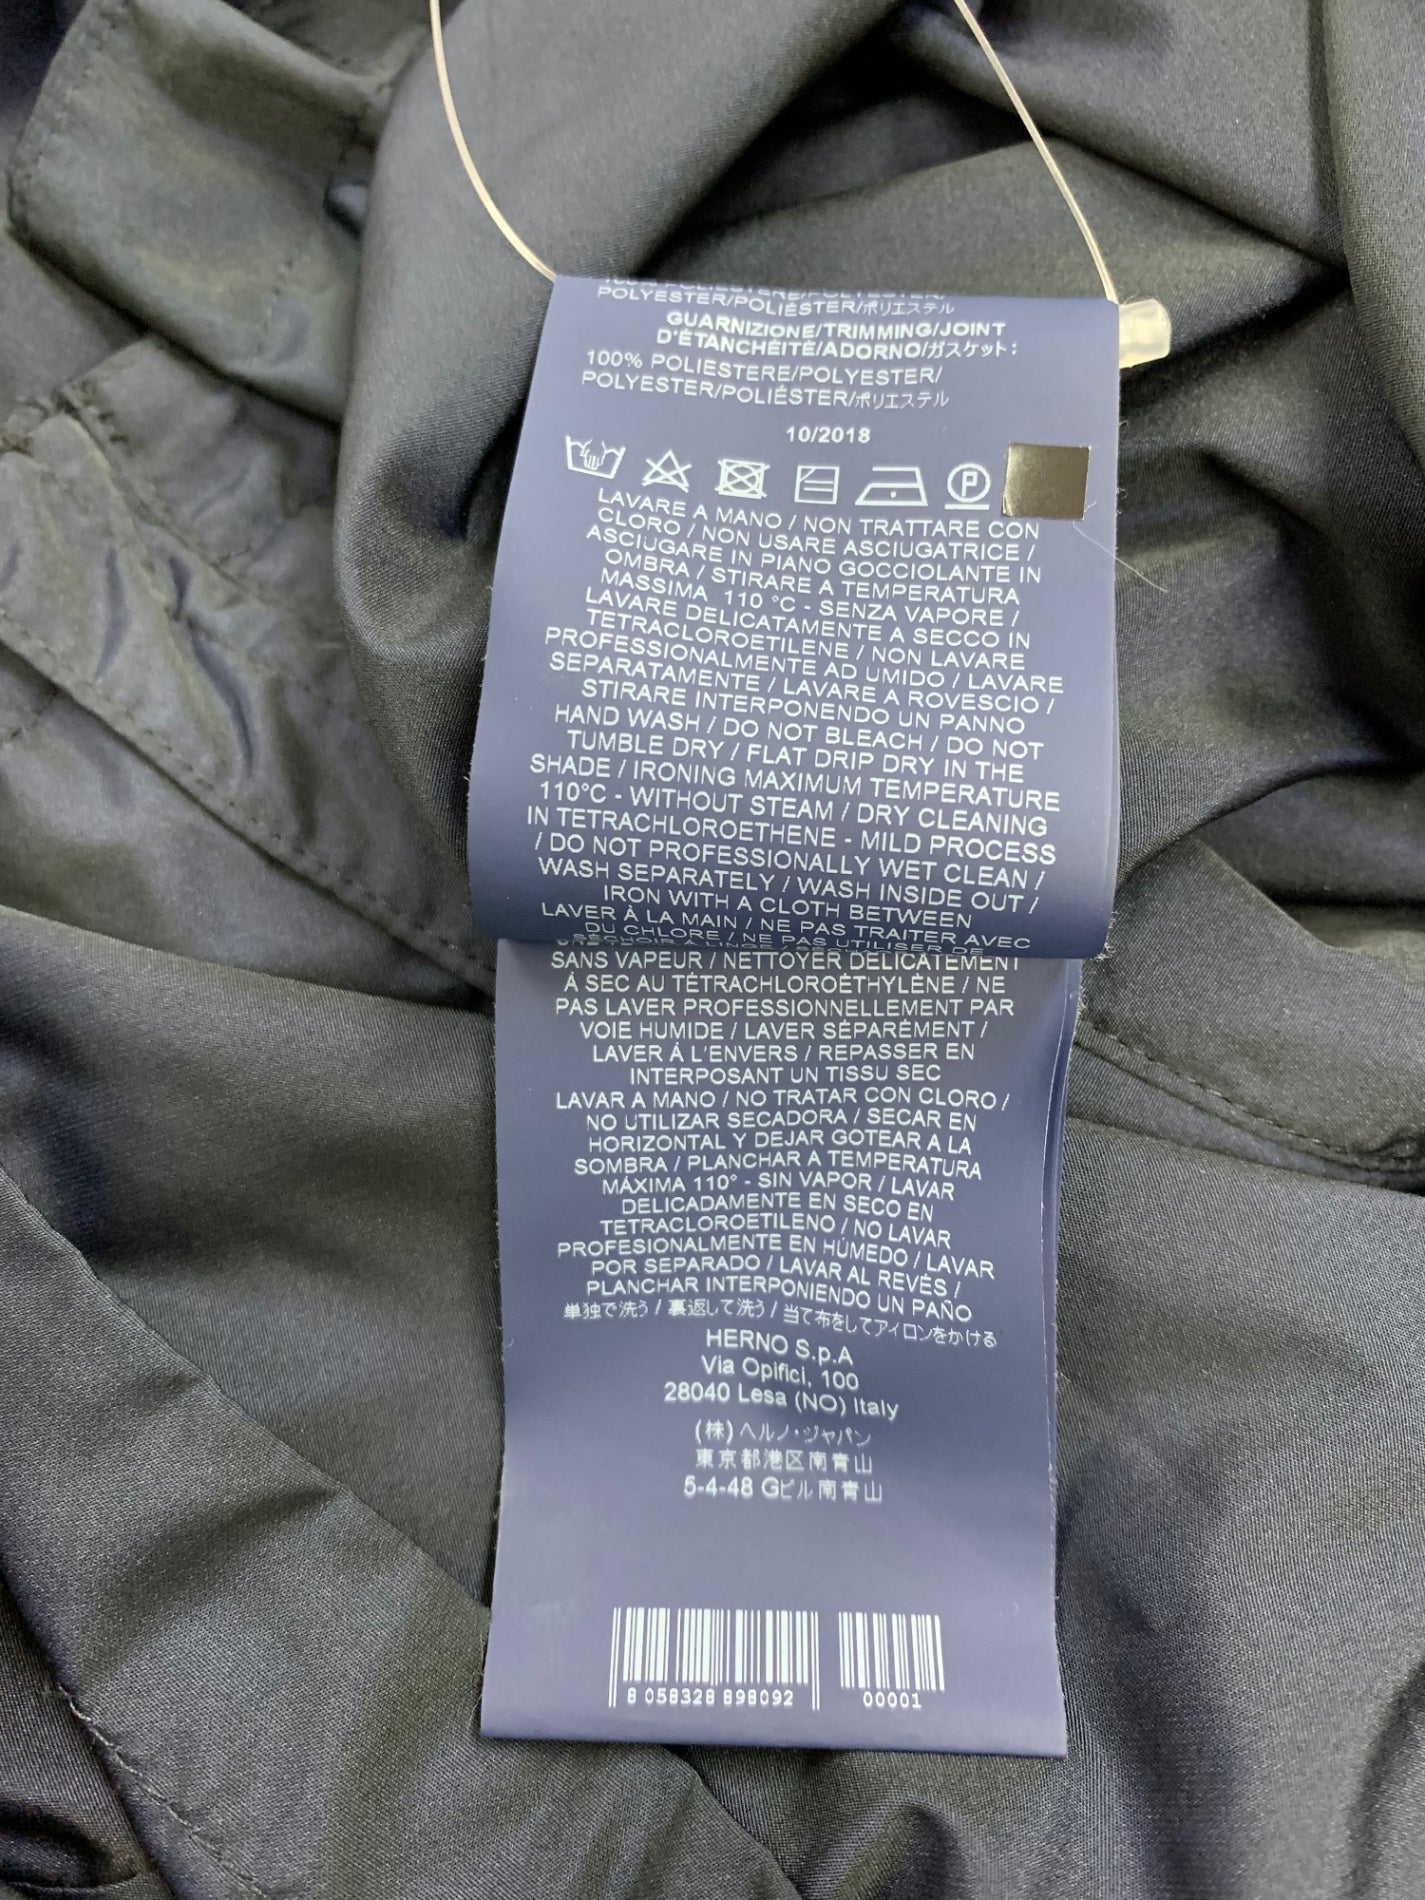 100% POLIESTERE/POLYESTER/
POLYESTER/POLIÉSTER/ポリエステル
GUARNIZIONE/TRIMMING/JOINT
D'ÉTANCHÉITÉ/ADORNO/ガスケット:
100% POLIESTERE/POLYESTER/
POLYESTER/POLIÉSTER/ポリエステル
10/2018
P
LAVARE A MANO / NON TRATTARE CON
CLORO / NON USARE ASCIUGATRICE /
ASCIUGARE IN PIANO GOCCIOLANTE IN
OMBRA / STIRARE A TEMPERATURA
MASSIMA 110 °C - SENZA VAPORE /
LAVARE DELICATAMENTE A SECCO IN
TETRACLOROETILENE / NON LAVARE
PROFESSIONALMENTE AD UMIDO / LAVARE
SEPARATAMENTE / LAVARE A ROVESCIO /
STIRARE INTERPONENDO UN PANNO
HAND WASH / DO NOT BLEACH / DO NOT
TUMBLE DRY / FLAT DRIP DRY IN THE
SHADE / IRONING MAXIMUM TEMPERATURE
110°C - WITHOUT STEAM / DRY CLEANING
IN TETRACHLOROETHENE - MILD PROCESS
/ DO NOT PROFESSIONALLY WET CLEAN /
WASH SEPARATELY / WASH INSIDE OUT /
IRON WITH A CLOTH BETWEEN
LAVER À LA MAIN / NE PAS TRAITER AVEC
DU CHLORE / NE PAS UTILISER DE
SANS VAPEUR / NETTOYER DÉLICATEMENT
À SEC AU TÉTRACHLOROÉTHYLÈNE / NE
PAS LAVER PROFESSIONNELLEMENT PAR
VOIE HUMIDE / LAVER SÉPARÉMENT /
LAVER À L'ENVERS / REPASSER EN
INTERPOSANT UN TISSU SEC
LAVAR A MANO / NO TRATAR CON CLORO /
NO UTILIZAR SECADORA / SECAR EN
HORIZONTAL Y DEJAR GOTEAR A LA
SOMBRA / PLANCHAR A TEMPERATURA
MÁXIMA 110° - SIN VAPOR / LAVAR
DELICADAMENTE EN SECO EN
TETRACLOROETILENO / NO LAVAR
PROFESIONALMENTE EN HÚMEDO / LAVAR
POR SEPARADO / LAVAR AL REVÉS /
PLANCHAR INTERPONIENDO UN PAÑO
単独で洗う / 裏返して洗う / 当て布をしてアイロンをかける
HERNO S.p.A
Via Opifici, 100
28040 Lesa (NO) Italy
(株)ヘルノ・ジャパン
東京都港区南青山
5-4-48 Gビル南青山
8 058328 898092 00001